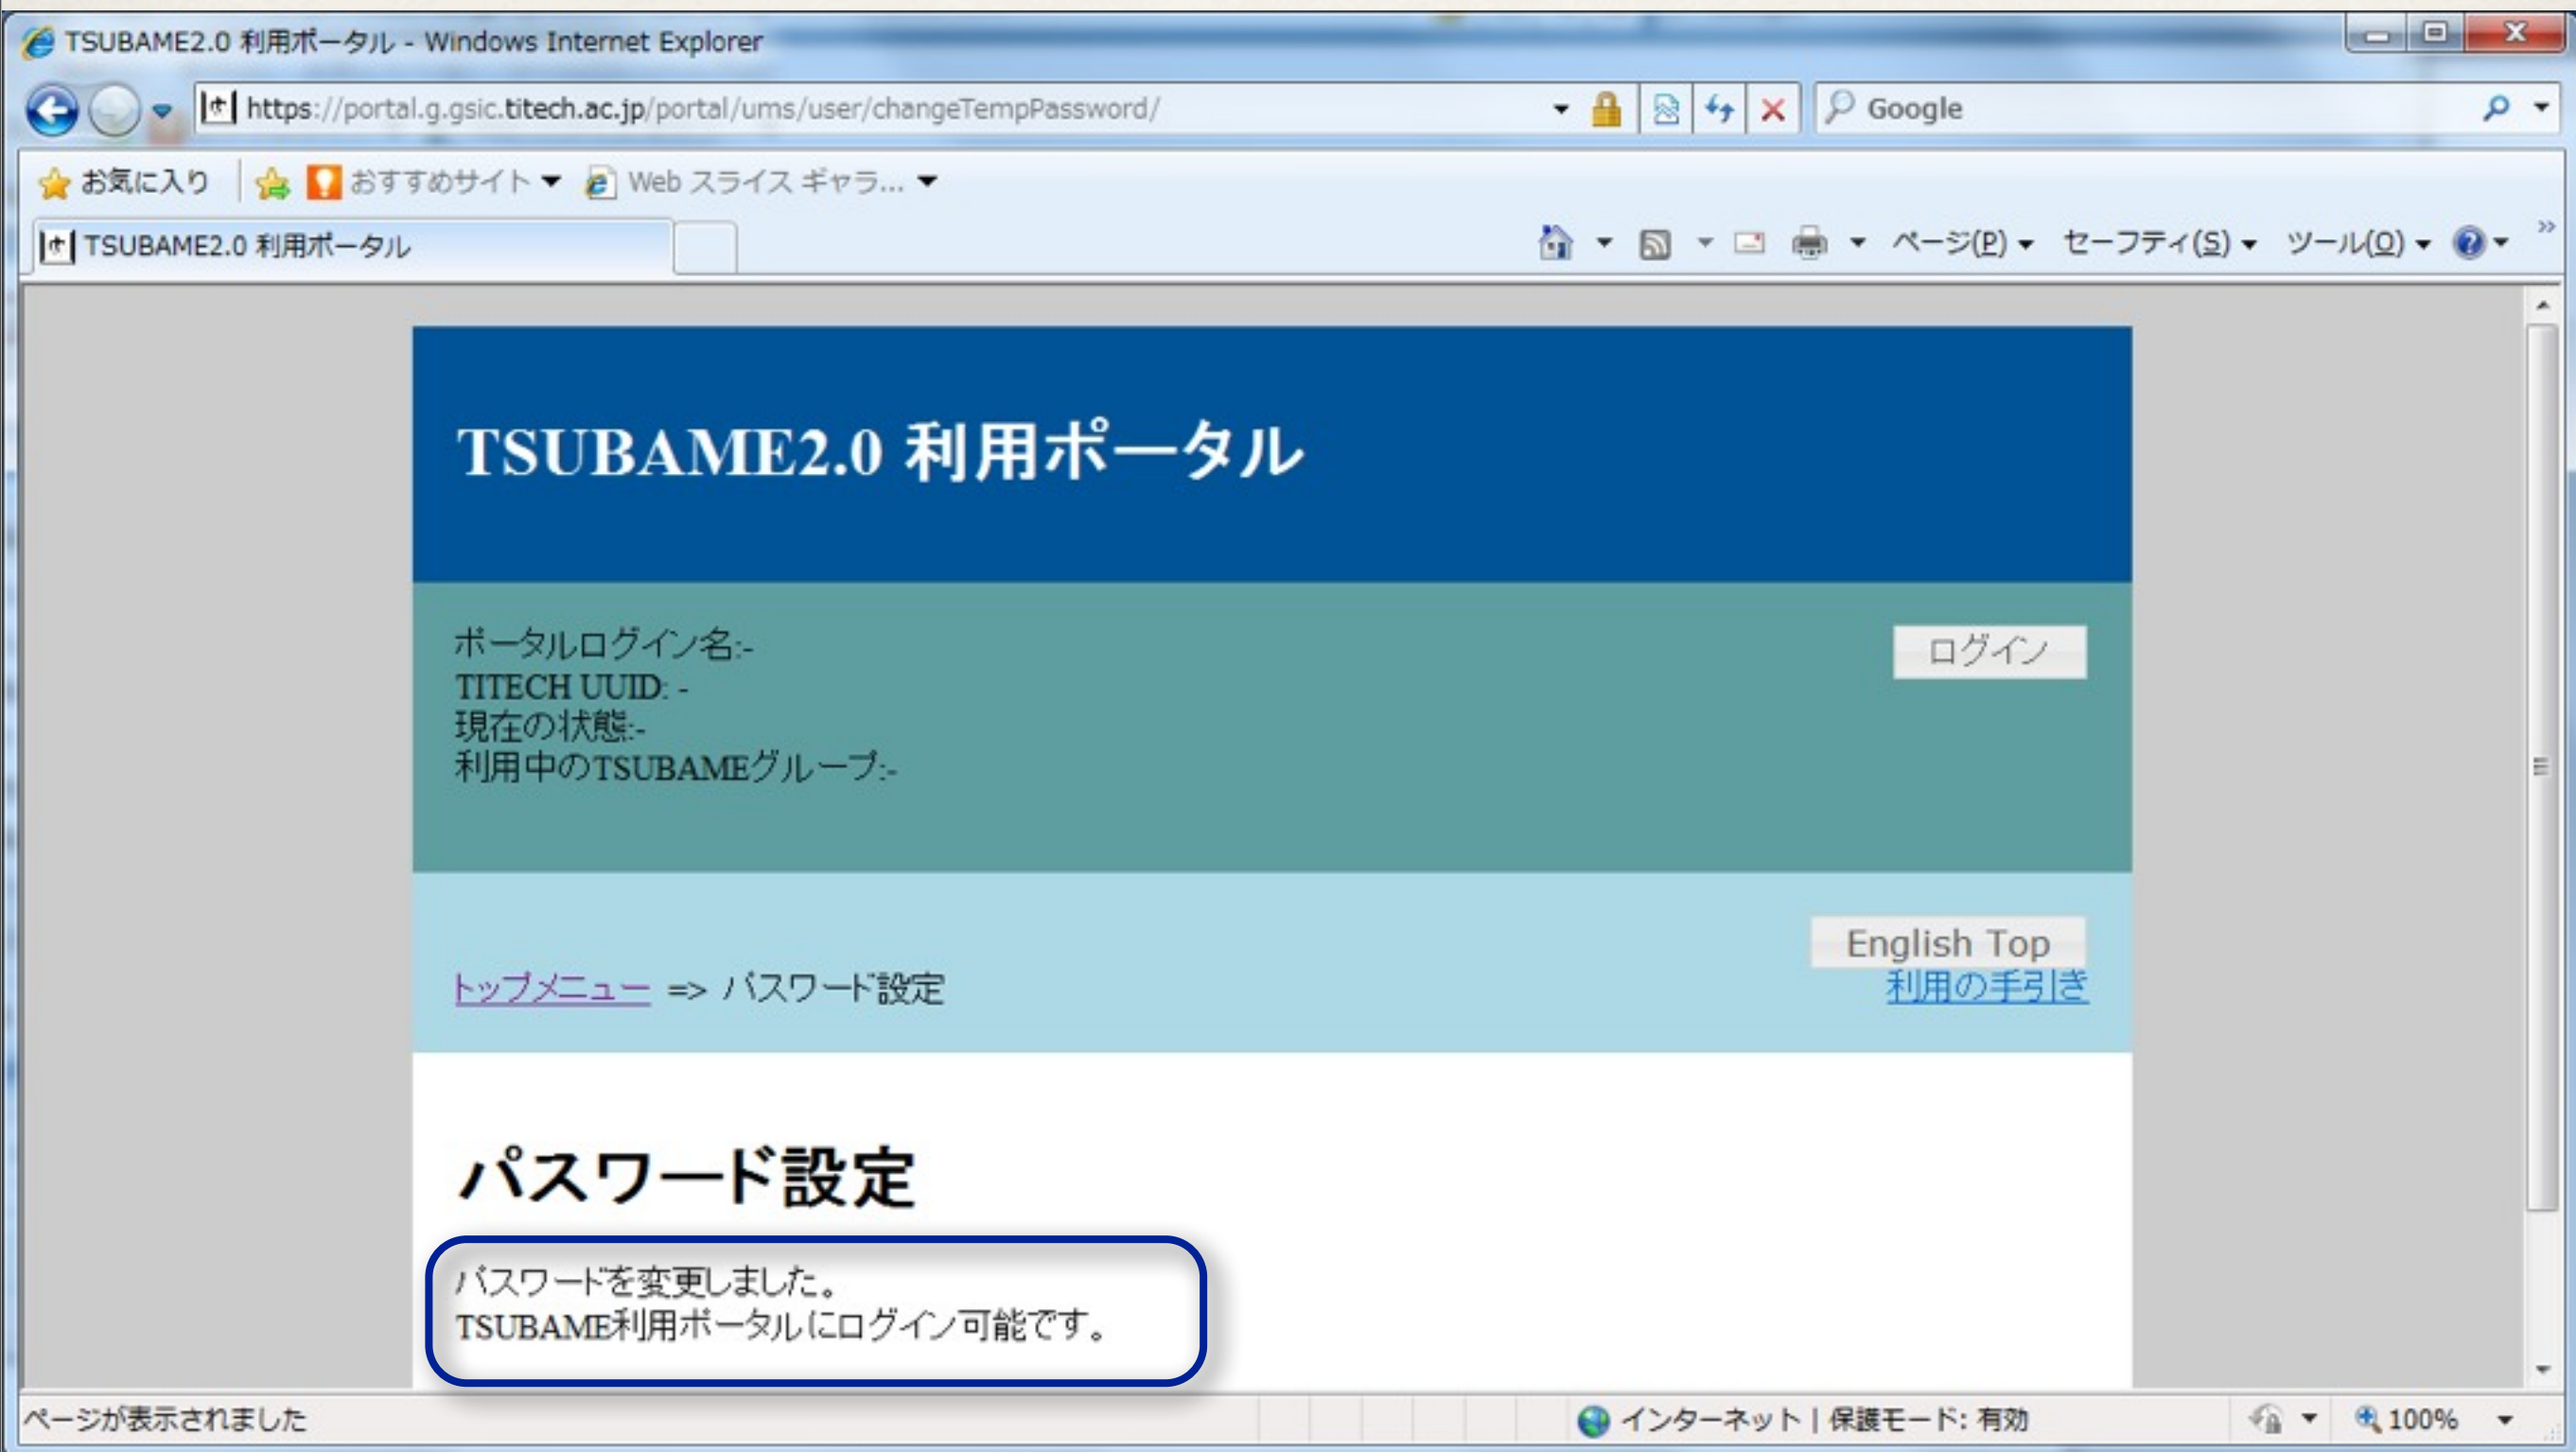 TSUBAME2.0 利用ポータル - Windows Internet Explorer
https://portal.g.gsic.titech.ac.jp/portal/ums/user/changeTempPassword/
Google
お気に入り おすすめサイト Web スライス ギャラ...
TSUBAME2.0 利用ポータル
ページ(P) セーフティ(S) ツール(O)
TSUBAME2.0 利用ポータル
ポータルログイン名:-
ログイン
TITECH UUID: -
現在の状態:-
利用中のTSUBAMEグループ:-
English Top
トップメニュー => パスワード設定
利用の手引き
パスワード設定
パスワードを変更しました。
TSUBAME利用ポータルにログイン可能です。
ページが表示されました
インターネット | 保護モード: 有効
100%